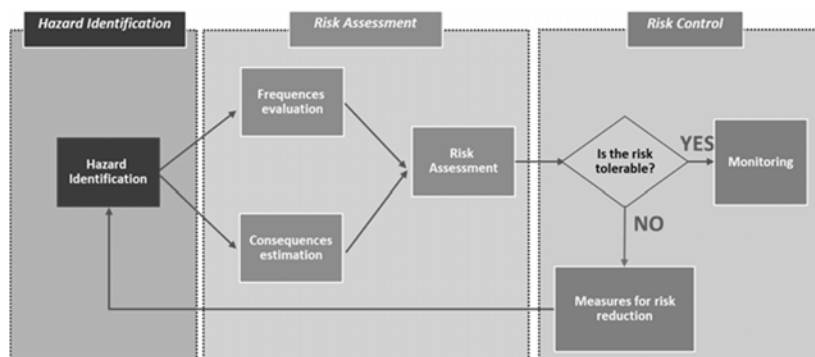 Hazard Identification
Risk Assessment
Risk Control
Frequences
evaluation
Hazard
Identification
Risk
Assessment
Is the risk
tolerable?
YES
Monitoring
Consequences
estimation
NO
Measures for risk
reduction